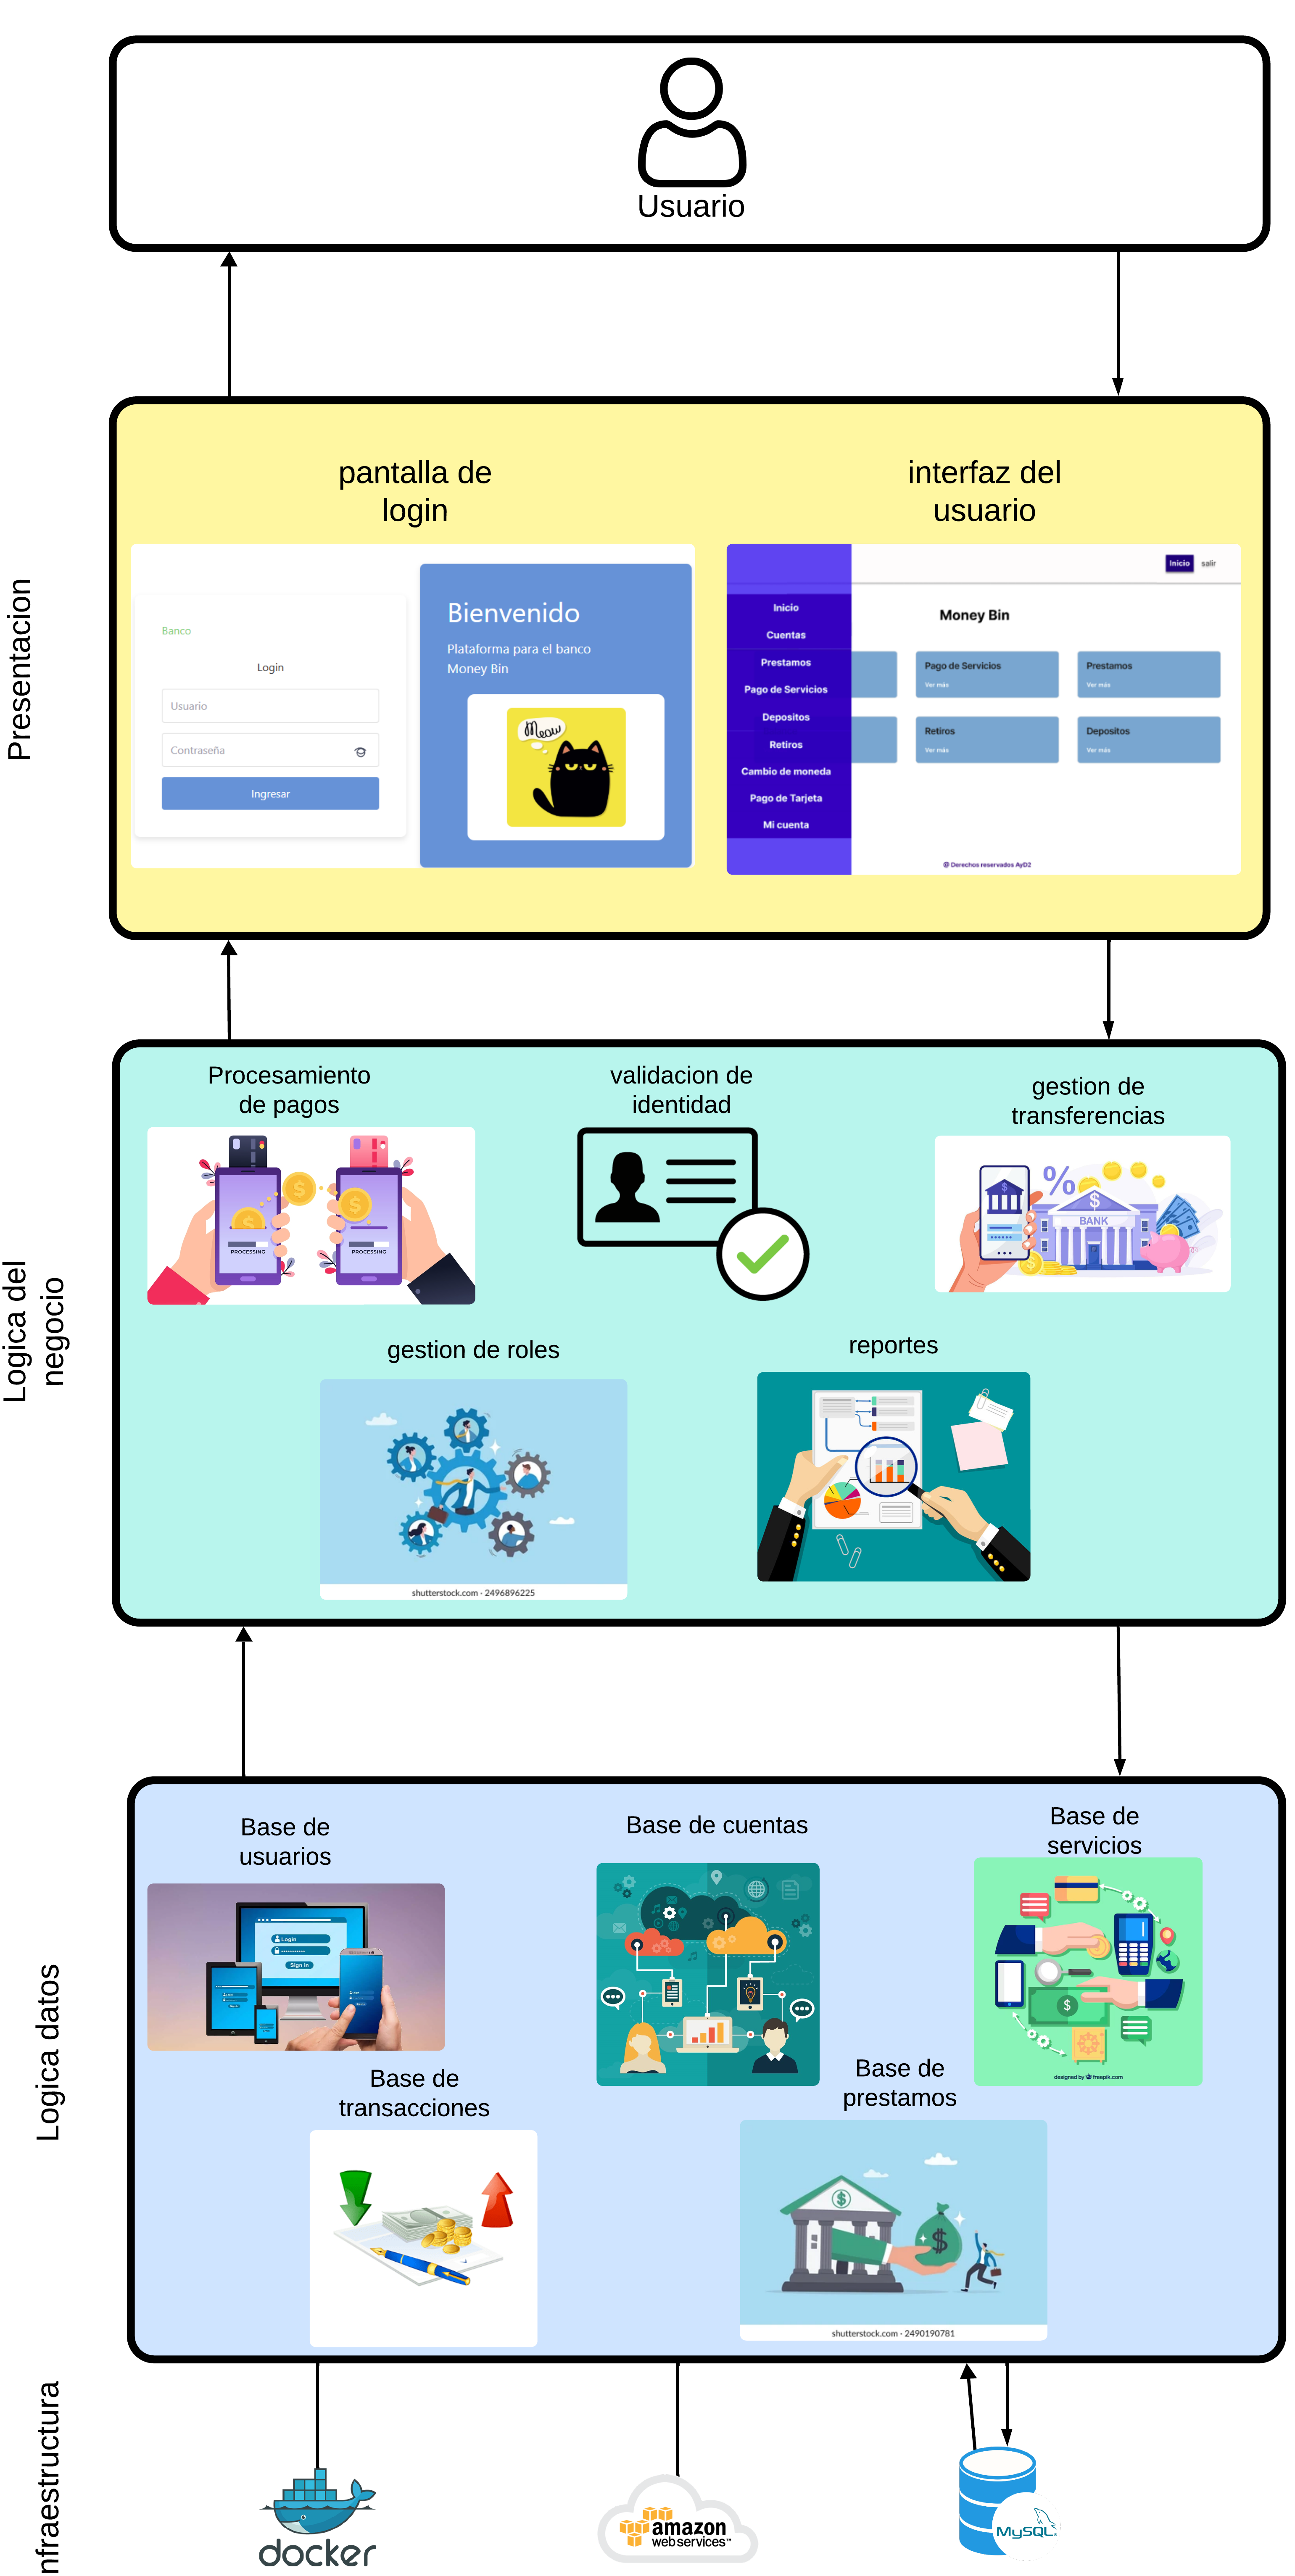 Usuario
Presentacion
pantalla de
login
interfaz del
usuario
Banco
Login
Usuario
Contraseña
Ingresar
Bienvenido
Plataforma para el banco
Money Bin
Meow
Inicio
salir
Money Bin
Inicio
Cuentas
Prestamos
Pago de Servicios
Depositos
Retiros
Cambio de moneda
Pago de Tarjeta
Mi cuenta
Pago de Servicios
Ver más
Prestamos
Ver más
Retiros
Ver más
Depositos
Ver más
@ Derechos reservados AyD2
Logica del
negocio
Procesamiento
de pagos
PROCESSING
PROCESSING
validacion de
identidad
gestion de
transferencias
%
$
BANK
gestion de roles
shutterstock.com · 2496896225
reportes
Logica datos
Base de
usuarios
Login
Sign In
Base de cuentas
Base de
servicios
designed by freepik.com
Base de
transacciones
Base de
prestamos
shutterstock.com · 2490190781
nfraestructura
docker
amazon
web services™
MySQL